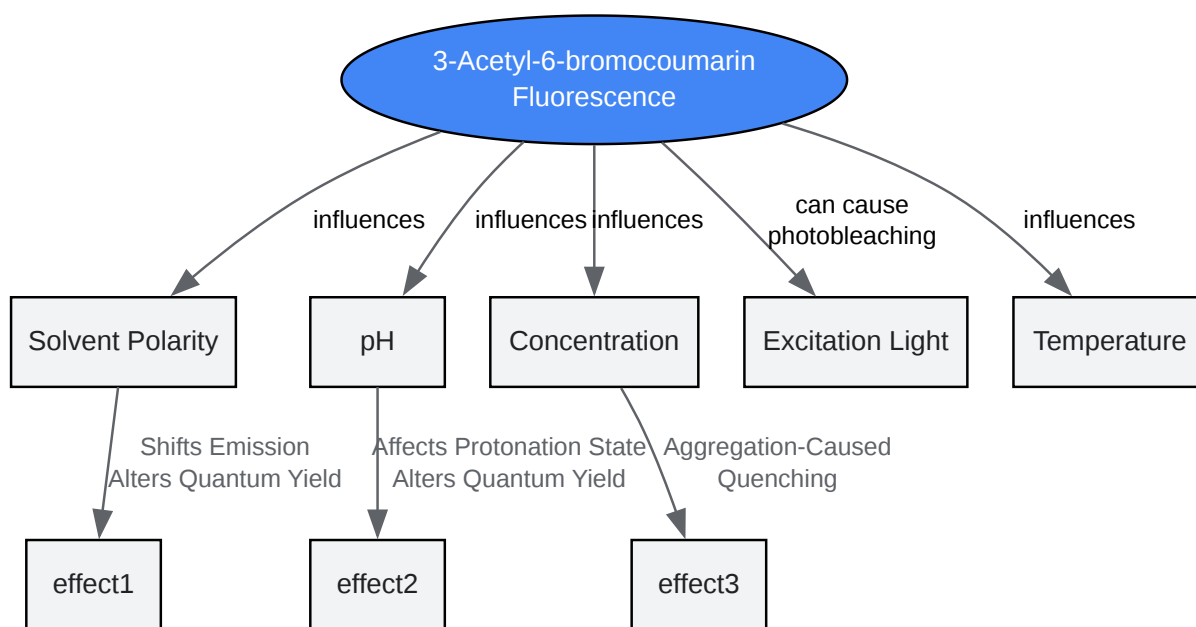 3-Acetyl-6-bromocoumarin
Fluorescence
influences
influences
influences
can cause
photobleaching
influences
Solvent Polarity
pH
Concentration
Excitation Light
Temperature
Shifts Emission
Alters Quantum Yield
Affects Protonation State
Alters Quantum Yield
Aggregation-Caused
Quenching
effect1
effect2
effect3